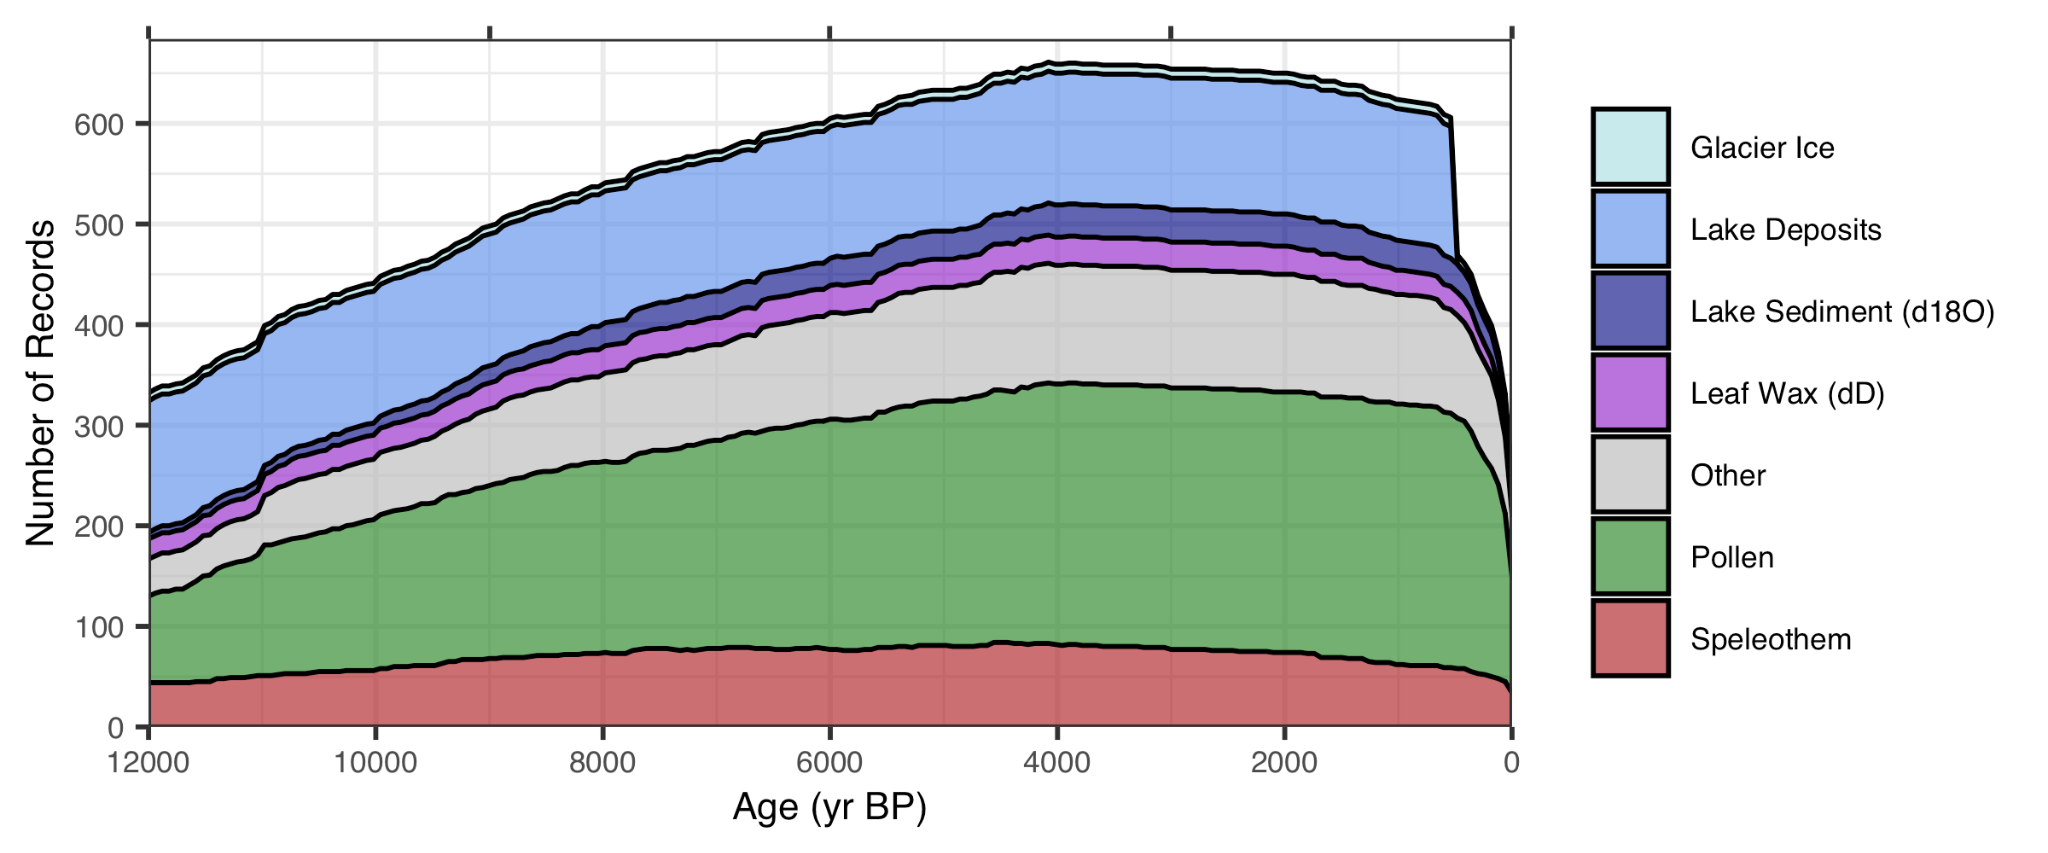 Number of Records
600
500
400
300
200
100
0
12000 10000 8000 6000 4000 2000 0
Age (yr BP)
Glacier Ice
Lake Deposits
Lake Sediment (d18O)
Leaf Wax (dD)
Other
Pollen
Speleothem